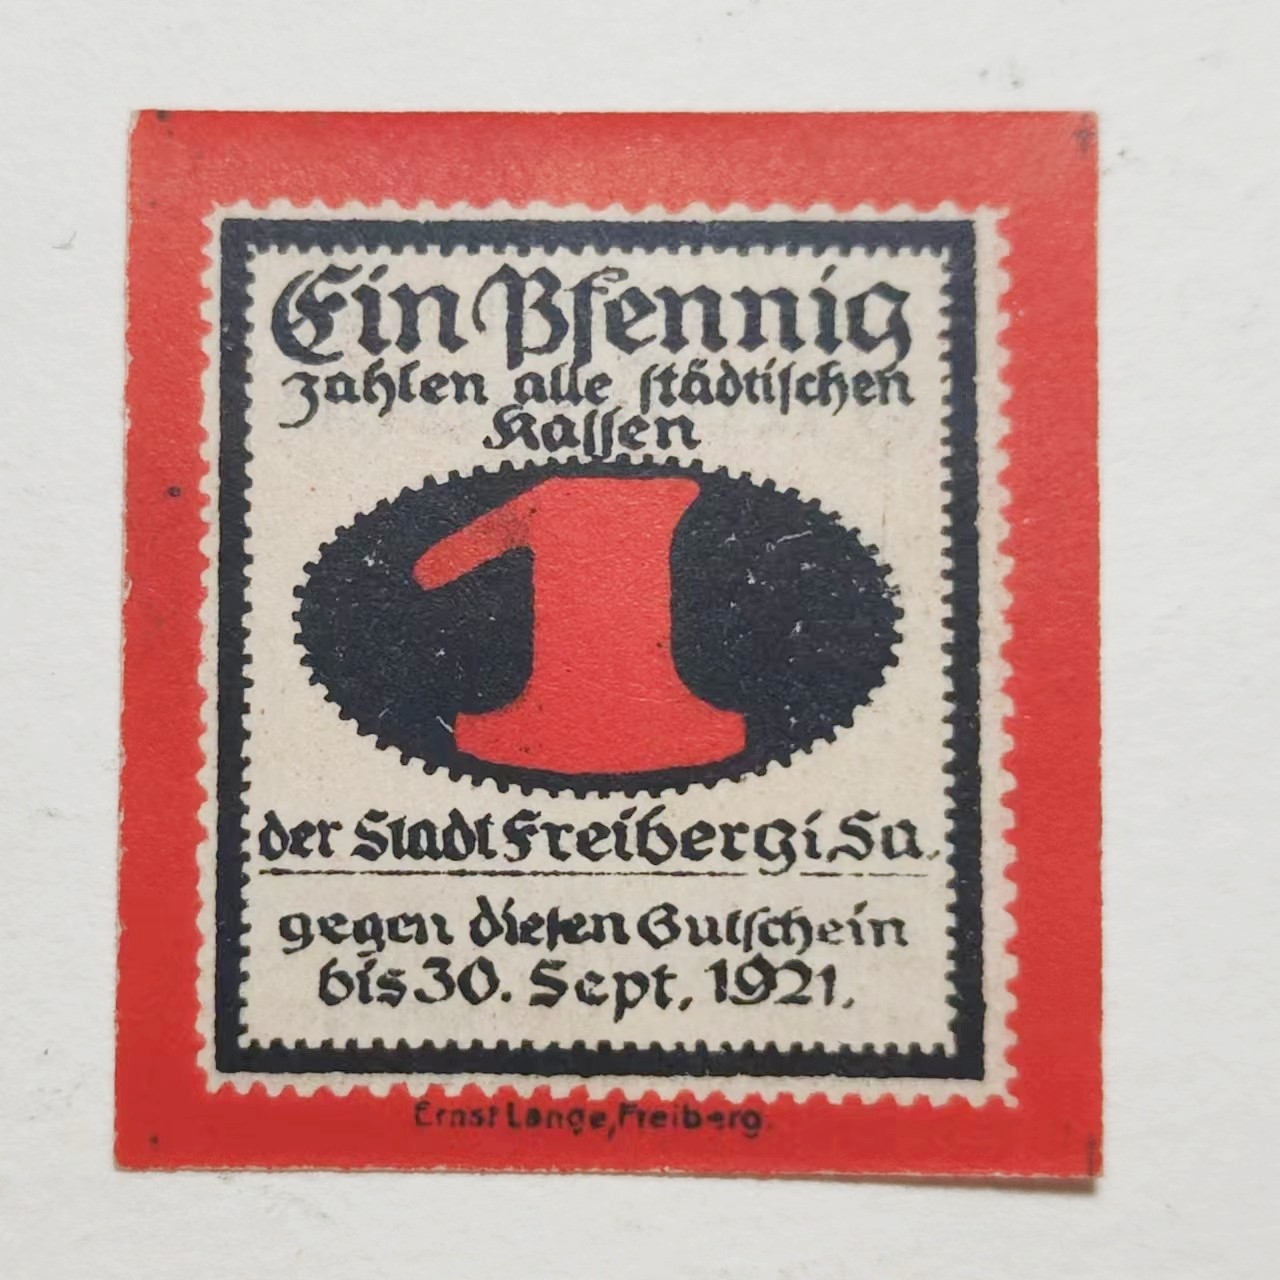 Ein Pfennig
zahlen alle städtischen
Kassen
1
der Stadt Freiberg i. Sa.
gegen diesen Gutschein
bis 30. Sept. 1921.
Ernst Lange, Freiberg.